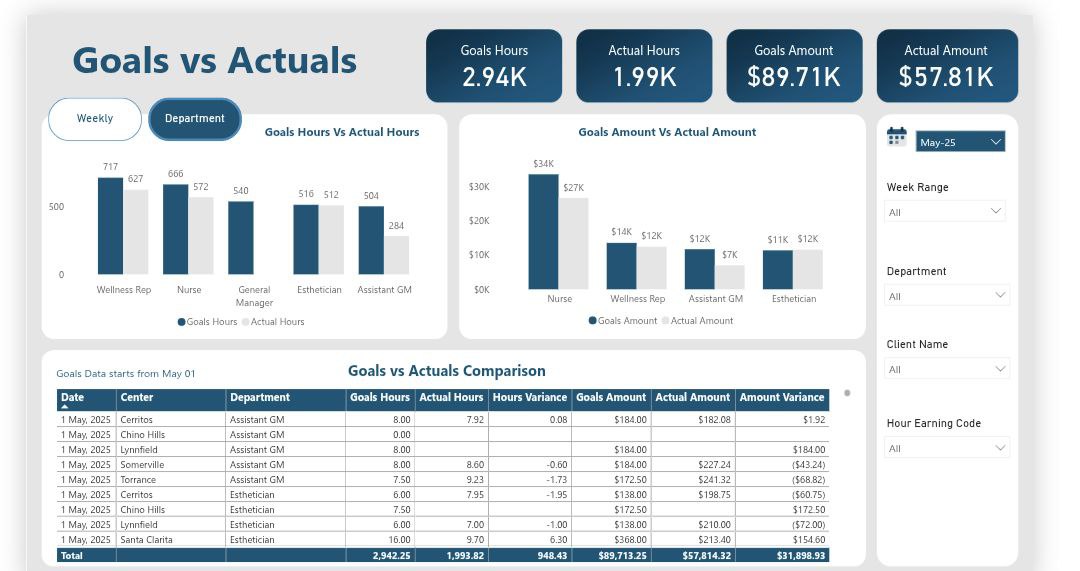 Goals vs Actuals
Goals Hours
2.94K
Actual Hours
1.99K
Goals Amount
$89.71K
Actual Amount
$57.81K
Weekly
Department
Goals Hours Vs Actual Hours
717
627
666
572
540
516
512
504
284
500
0
Wellness Rep
Nurse
General
Manager
Esthetician
Assistant GM
Goals Hours Actual Hours
Goals Amount Vs Actual Amount
$34K
$27K
$14K
$12K
$12K
$7K
$11K
$12K
$30K
$20K
$10K
$0K
Nurse
Wellness Rep
Assistant GM
Esthetician
Goals Amount Actual Amount
May-25
Week Range
All
Department
All
Client Name
All
Hour Earning Code
All
Goals Data starts from May 01
Goals vs Actuals Comparison
Date Center Department Goals Hours Actual Hours Hours Variance Goals Amount Actual Amount Amount Variance
1 May, 2025 Cerritos Assistant GM 8.00 7.92 0.08 $184.00 $182.08 $1.92
1 May, 2025 Chino Hills Assistant GM 0.00
1 May, 2025 Lynnfield Assistant GM 8.00 $184.00 $184.00
1 May, 2025 Somerville Assistant GM 8.00 8.60 -0.60 $184.00 $227.24 ($43.24)
1 May, 2025 Torrance Assistant GM 7.50 9.23 -1.73 $172.50 $241.32 ($68.82)
1 May, 2025 Cerritos Esthetician 6.00 7.95 -1.95 $138.00 $198.75 ($60.75)
1 May, 2025 Chino Hills Esthetician 7.50 $172.50 $172.50
1 May, 2025 Lynnfield Esthetician 6.00 7.00 -1.00 $138.00 $210.00 ($72.00)
1 May, 2025 Santa Clarita Esthetician 16.00 9.70 6.30 $368.00 $213.40 $154.60
Total 2,942.25 1,993.82 948.43 $89,713.25 $57,814.32 $31,898.93